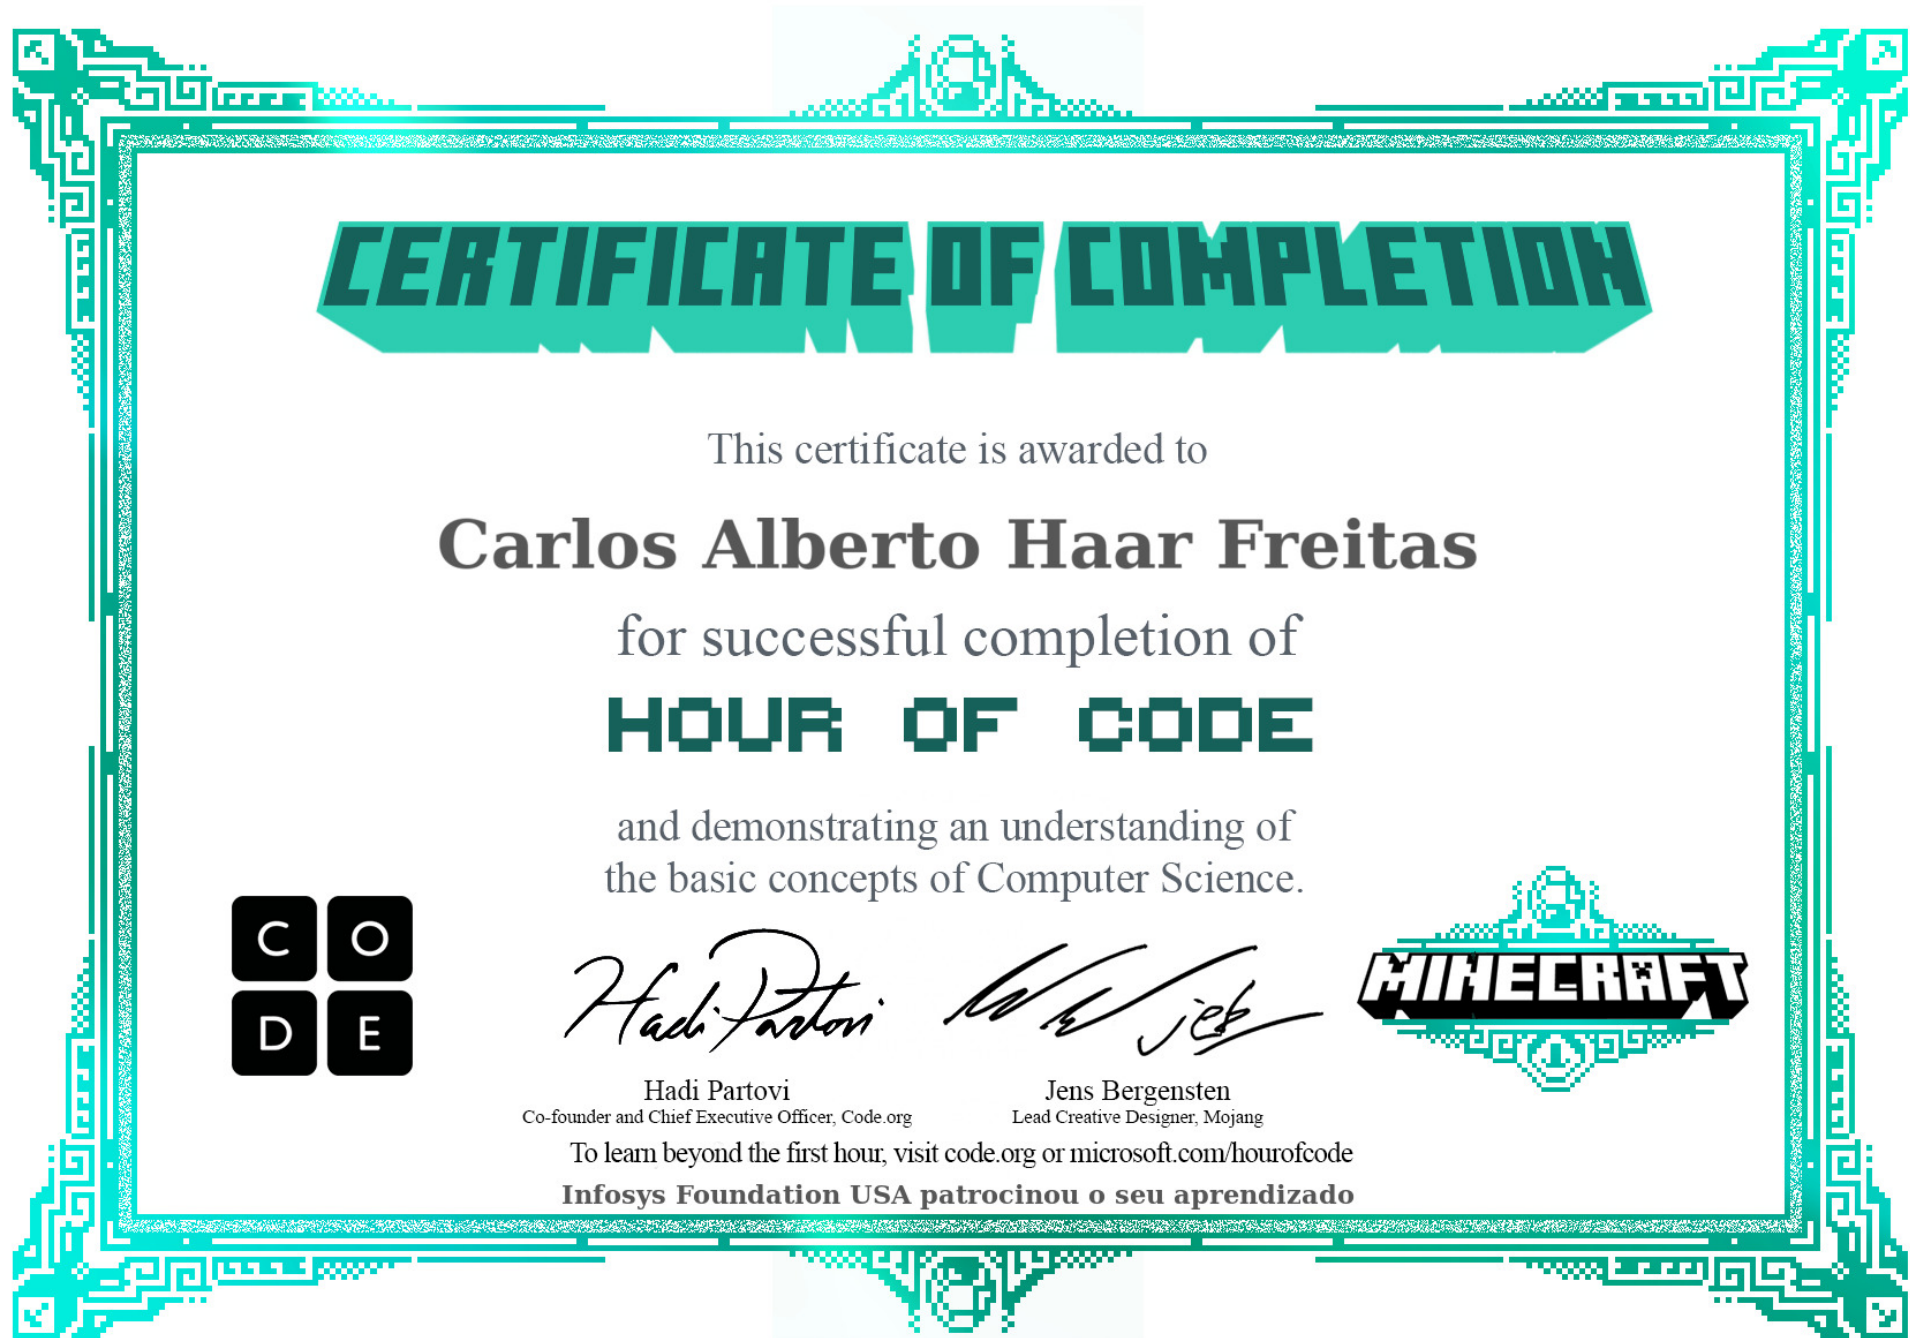 CERTIFICATE OF COMPLETION
This certificate is awarded to
Carlos Alberto Haar Freitas
for successful completion of
HOUR OF CODE
and demonstrating an understanding of
the basic concepts of Computer Science.
C O
D E
Hadi Partovi
jeb
MINECRAFT
Hadi Partovi
Co-founder and Chief Executive Officer, Code.org
Jens Bergensten
Lead Creative Designer, Mojang
To learn beyond the first hour, visit code.org or microsoft.com/hourofcode
Infosys Foundation USA patrocinou o seu aprendizado